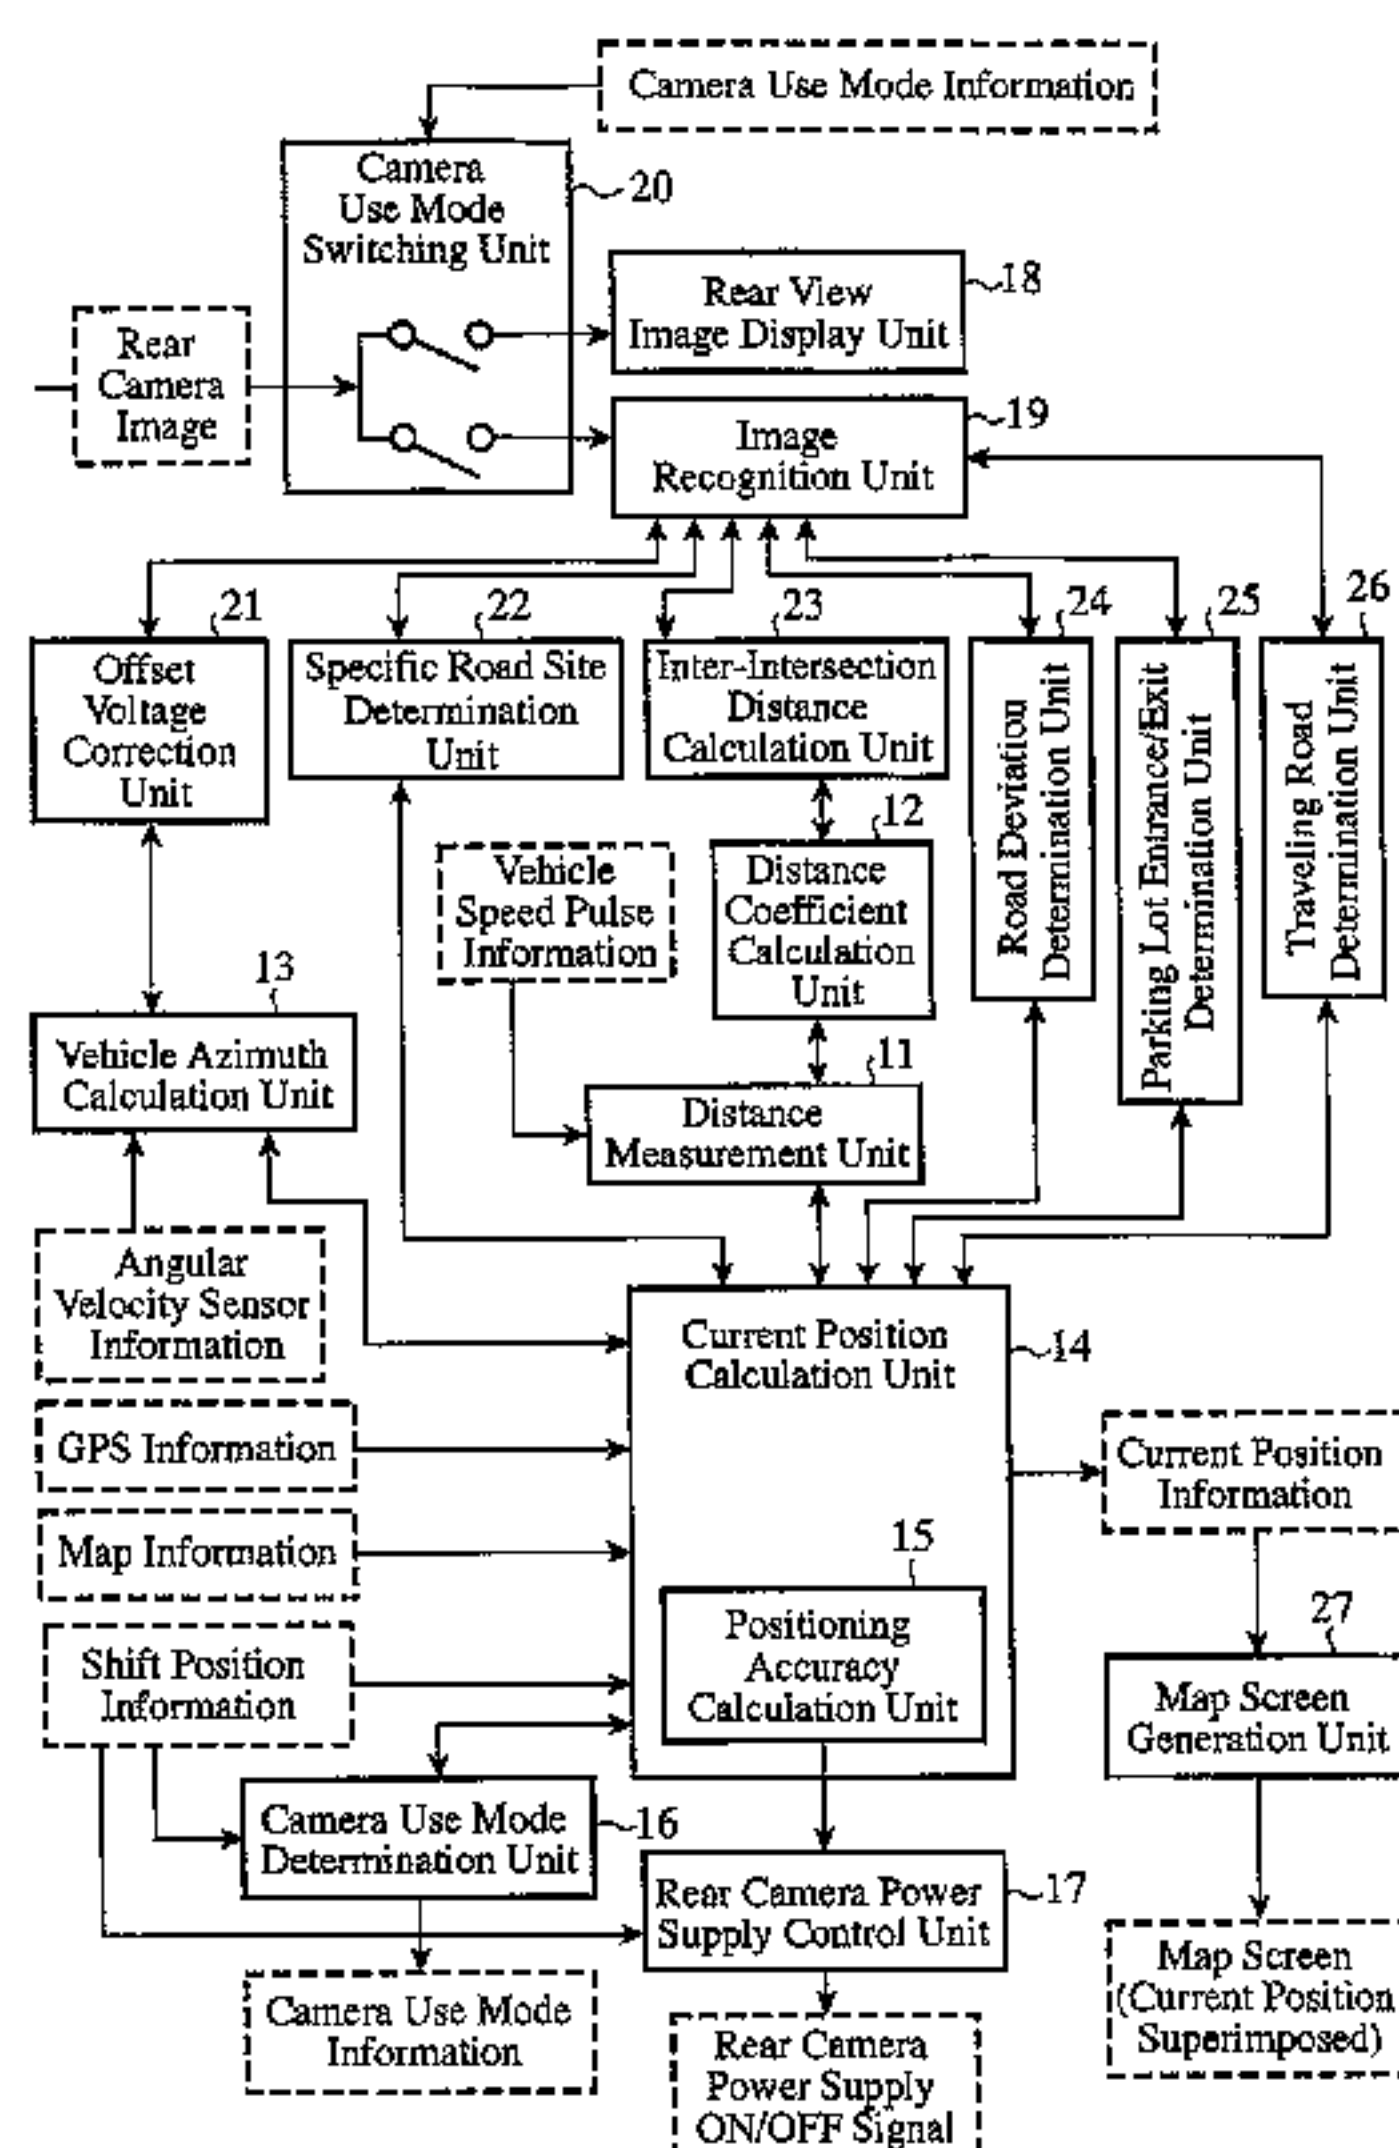 Camera Use Mode Information
Camera
Use Mode
Switching Unit
20
Rear View
Image Display Unit
18
Rear
Camera
Image
Image
Recognition Unit
19
21
22
23
24
25
26
Offset
Voltage
Correction
Unit
Specific Road Site
Determination
Unit
Inter-Intersection
Distance
Calculation Unit
Road Deviation
Determination Unit
Parking Lot Entrance/Exit
Determination Unit
Traveling Road
Determination Unit
12
Vehicle
Speed Pulse
Information
Distance
Coefficient
Calculation
Unit
13
Vehicle Azimuth
Calculation Unit
11
Distance
Measurement Unit
Angular
Velocity Sensor
Information
Current Position
Calculation Unit
14
GPS Information
Current Position
Information
Map Information
15
Positioning
Accuracy
Calculation Unit
Shift Position
Information
27
Map Screen
Generation Unit
Camera Use Mode
Determination Unit
16
Rear Camera Power
Supply Control Unit
17
Map Screen
(Current Position
Superimposed)
Camera Use Mode
Information
Rear Camera
Power Supply
ON/OFF Signal